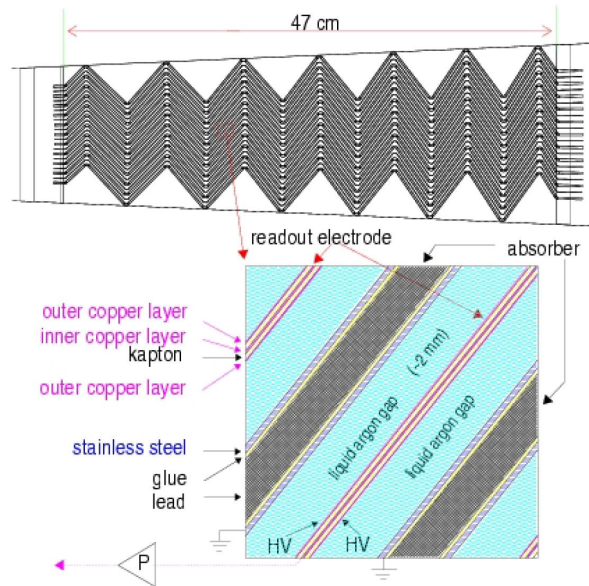 47 cm
readout electrode
absorber
outer copper layer
inner copper layer
kapton
outer copper layer
(~2 mm)
liquid argon gap
liquid argon gap
stainless steel
glue
lead
HV
HV
P